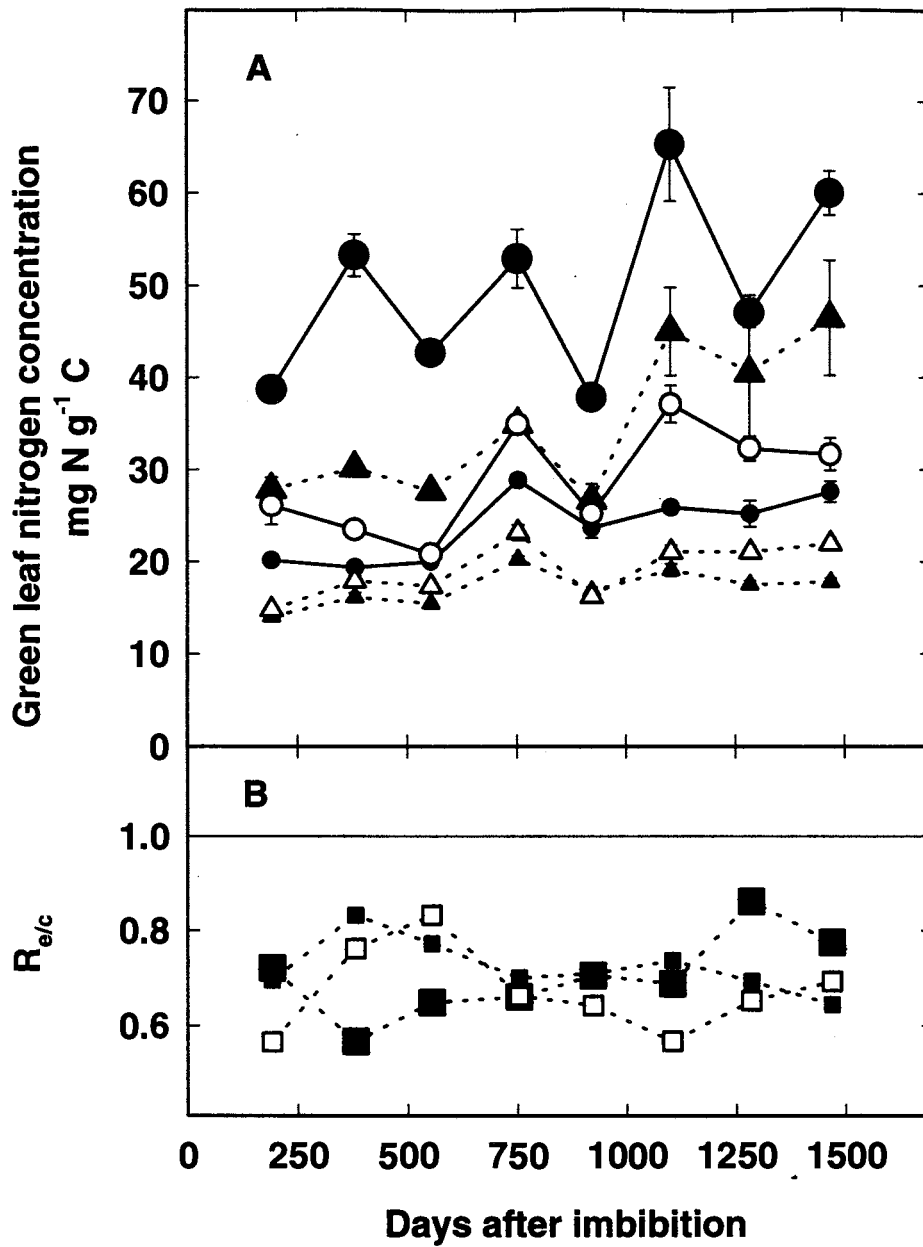 A
70
60
50
40
30
20
10
0
Green leaf nitrogen concentration
mg N g⁻¹ C
B
1.0
0.8
0.6
R e/c
0 250 500 750 1000 1250 1500
Days after imbibition